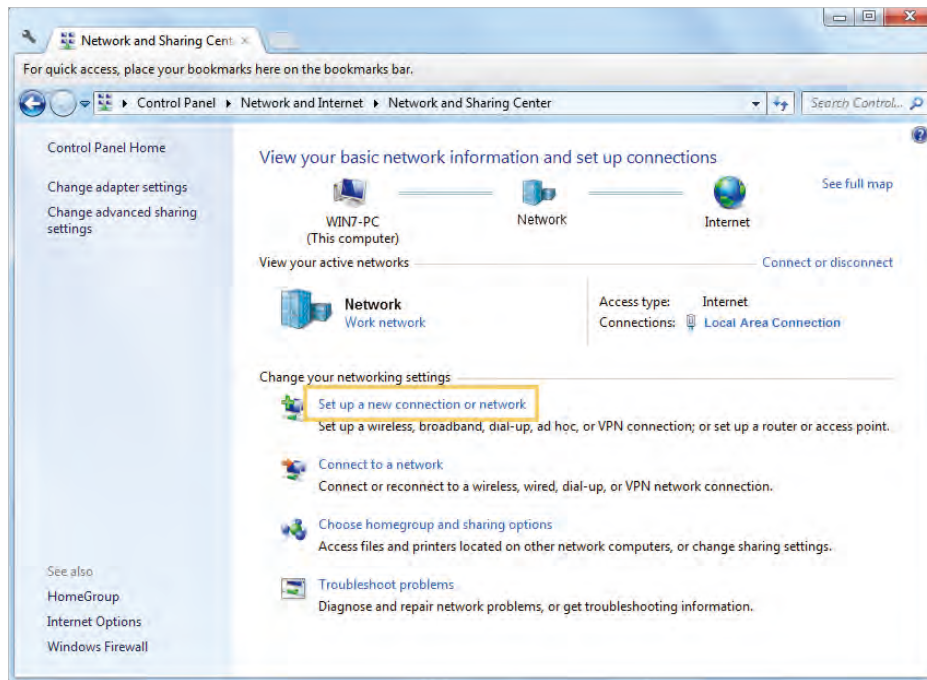 Network and Sharing Cent
For quick access, place your bookmarks here on the bookmarks bar.
Control Panel Network and Internet Network and Sharing Center
Search Control...
Control Panel Home
Change adapter settings
Change advanced sharing
settings
See also
HomeGroup
Internet Options
Windows Firewall
View your basic network information and set up connections
See full map
WIN7-PC
(This computer)
Network
Internet
View your active networks
Connect or disconnect
Network
Work network
Access type: Internet
Connections: Local Area Connection
Change your networking settings
Set up a new connection or network
Set up a wireless, broadband, dial-up, ad hoc, or VPN connection; or set up a router or access point.
Connect to a network
Connect or reconnect to a wireless, wired, dial-up, or VPN network connection.
Choose homegroup and sharing options
Access files and printers located on other network computers, or change sharing settings.
Troubleshoot problems
Diagnose and repair network problems, or get troubleshooting information.